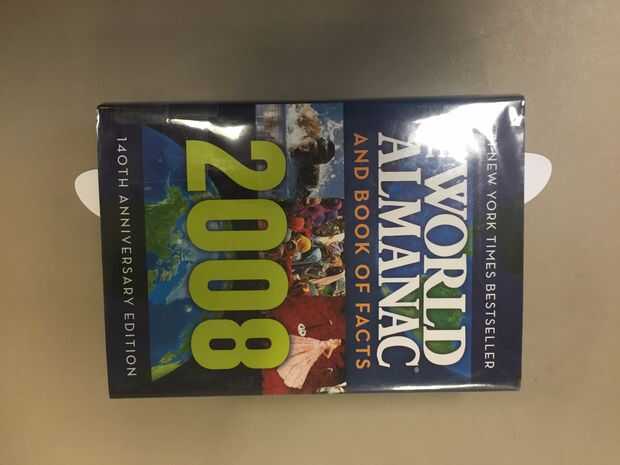 NEW YORK TIMES BESTSELLER
WORLD
ALMANAC®
AND BOOK OF FACTS
2008
140TH ANNIVERSARY EDITION